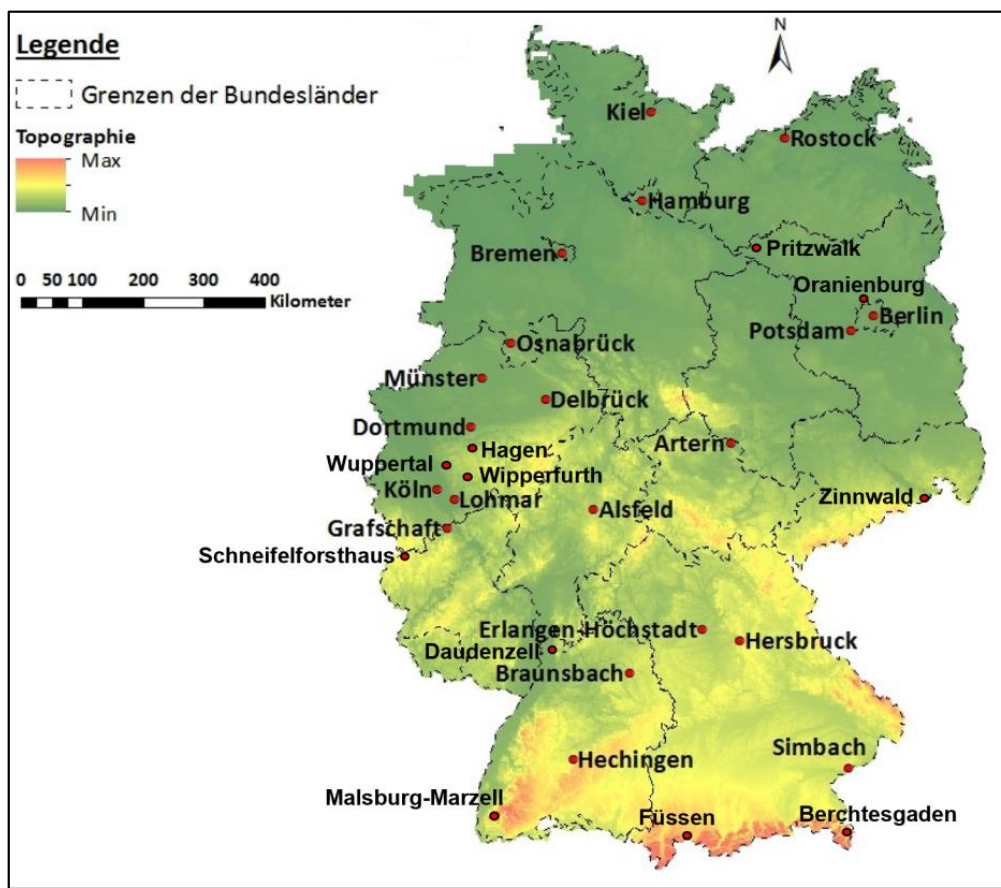 Legende
Grenzen der Bundesländer
Topographie
Max
Min
0 50 100 200 300 400
Kilometer
N
Kiel
Rostock
Hamburg
Pritzwalk
Bremen
Oranienburg
Berlin
Potsdam
Osnabrück
Münster
Delbrück
Dortmund
Artern
Hagen
Wuppertal
Wipperfurth
Köln
Lohmar
Zinnwald
Alsfeld
Grafschaft
Schneifelforsthaus
Erlangen-Höchstadt
Hersbruck
Daudenzell
Braunsbach
Simbach
Hechingen
Malsburg-Marzell
Füssen
Berchtesgaden